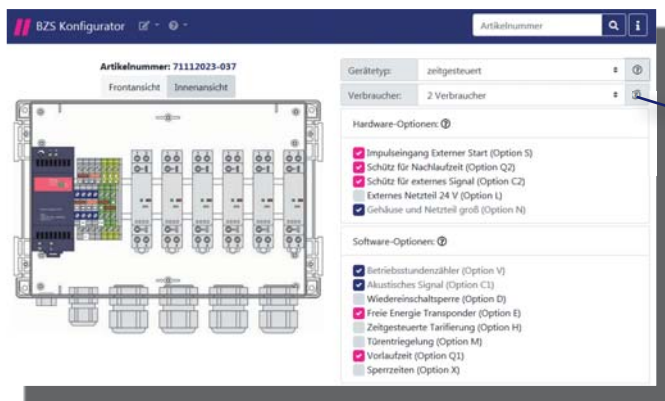 BZS Konfigurator
Artikelnummer
Artikelnummer: 71112023-037
Frontansicht Innenansicht
Gerätetyp: zeitgesteuert
Verbraucher: 2 Verbraucher
Hardware-Optionen:
Impulseingang Externer Start (Option S)
Schütz für Nachlaufzeit (Option Q2)
Schütz für externes Signal (Option C2)
Externes Netzteil 24 V (Option L)
Gehäuse und Netzteil groß (Option N)
Software-Optionen:
Betriebsstundenzähler (Option V)
Akustisches Signal (Option C1)
Wiedereinschaltsperre (Option D)
Freie Energie Transponder (Option E)
Zeitgesteuerte Tarifierung (Option H)
Türentriegelung (Option M)
Vorlaufzeit (Option Q1)
Sperrzeiten (Option X)